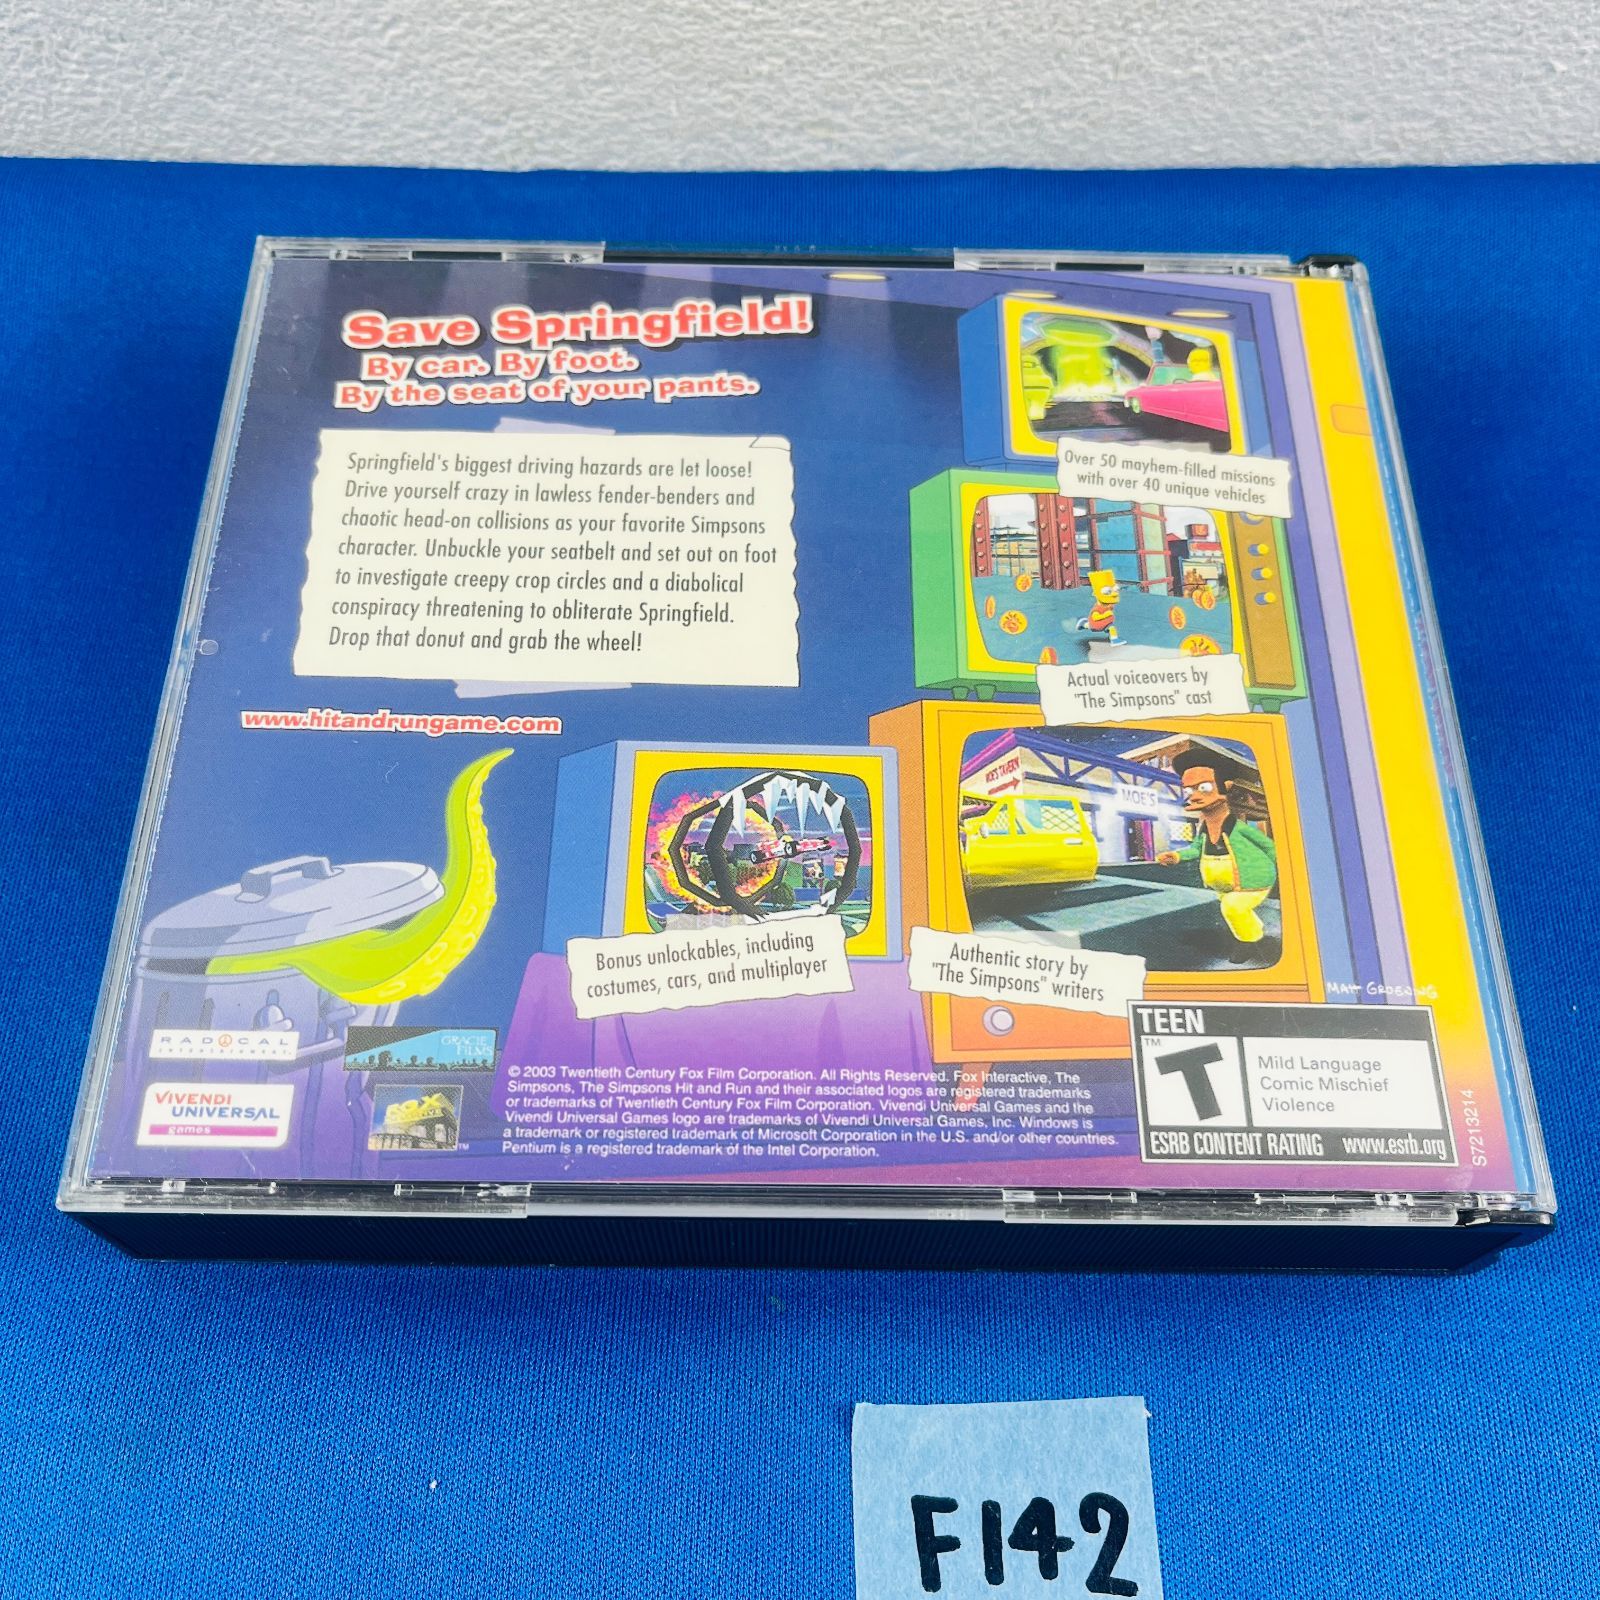 Save Springfield!
By car. By foot.
By the seat of your pants.
Springfield's biggest driving hazards are let loose!
Drive yourself crazy in lawless fender-benders and
chaotic head-on collisions as your favorite Simpsons
character. Unbuckle your seatbelt and set out on foot
to investigate creepy crop circles and a diabolical
conspiracy threatening to obliterate Springfield.
Drop that donut and grab the wheel!
www.hitandrungame.com
Over 50 mayhem-filled missions
with over 40 unique vehicles
Actual voiceovers by
"The Simpsons" cast
MOE'S TAVERN
MOE'S
Bonus unlockables, including
costumes, cars, and multiplayer
Authentic story by
"The Simpsons" writers
MATT GROENING
RADICAL
ENTERTAINMENT
GRACIE
FILMS
VIVENDI
UNIVERSAL
games
FOX
INTERACTIVE
TM
© 2003 Twentieth Century Fox Film Corporation. All Rights Reserved. Fox Interactive, The
Simpsons, The Simpsons Hit and Run and their associated logos are registered trademarks
or trademarks of Twentieth Century Fox Film Corporation. Vivendi Universal Games and the
Vivendi Universal Games logo are trademarks of Vivendi Universal Games, Inc. Windows is
a trademark or registered trademark of Microsoft Corporation in the U.S. and/or other countries.
Pentium is a registered trademark of the Intel Corporation.
TEEN
TM
T
Mild Language
Comic Mischief
Violence
ESRB CONTENT RATING www.esrb.org
S7213214
F142